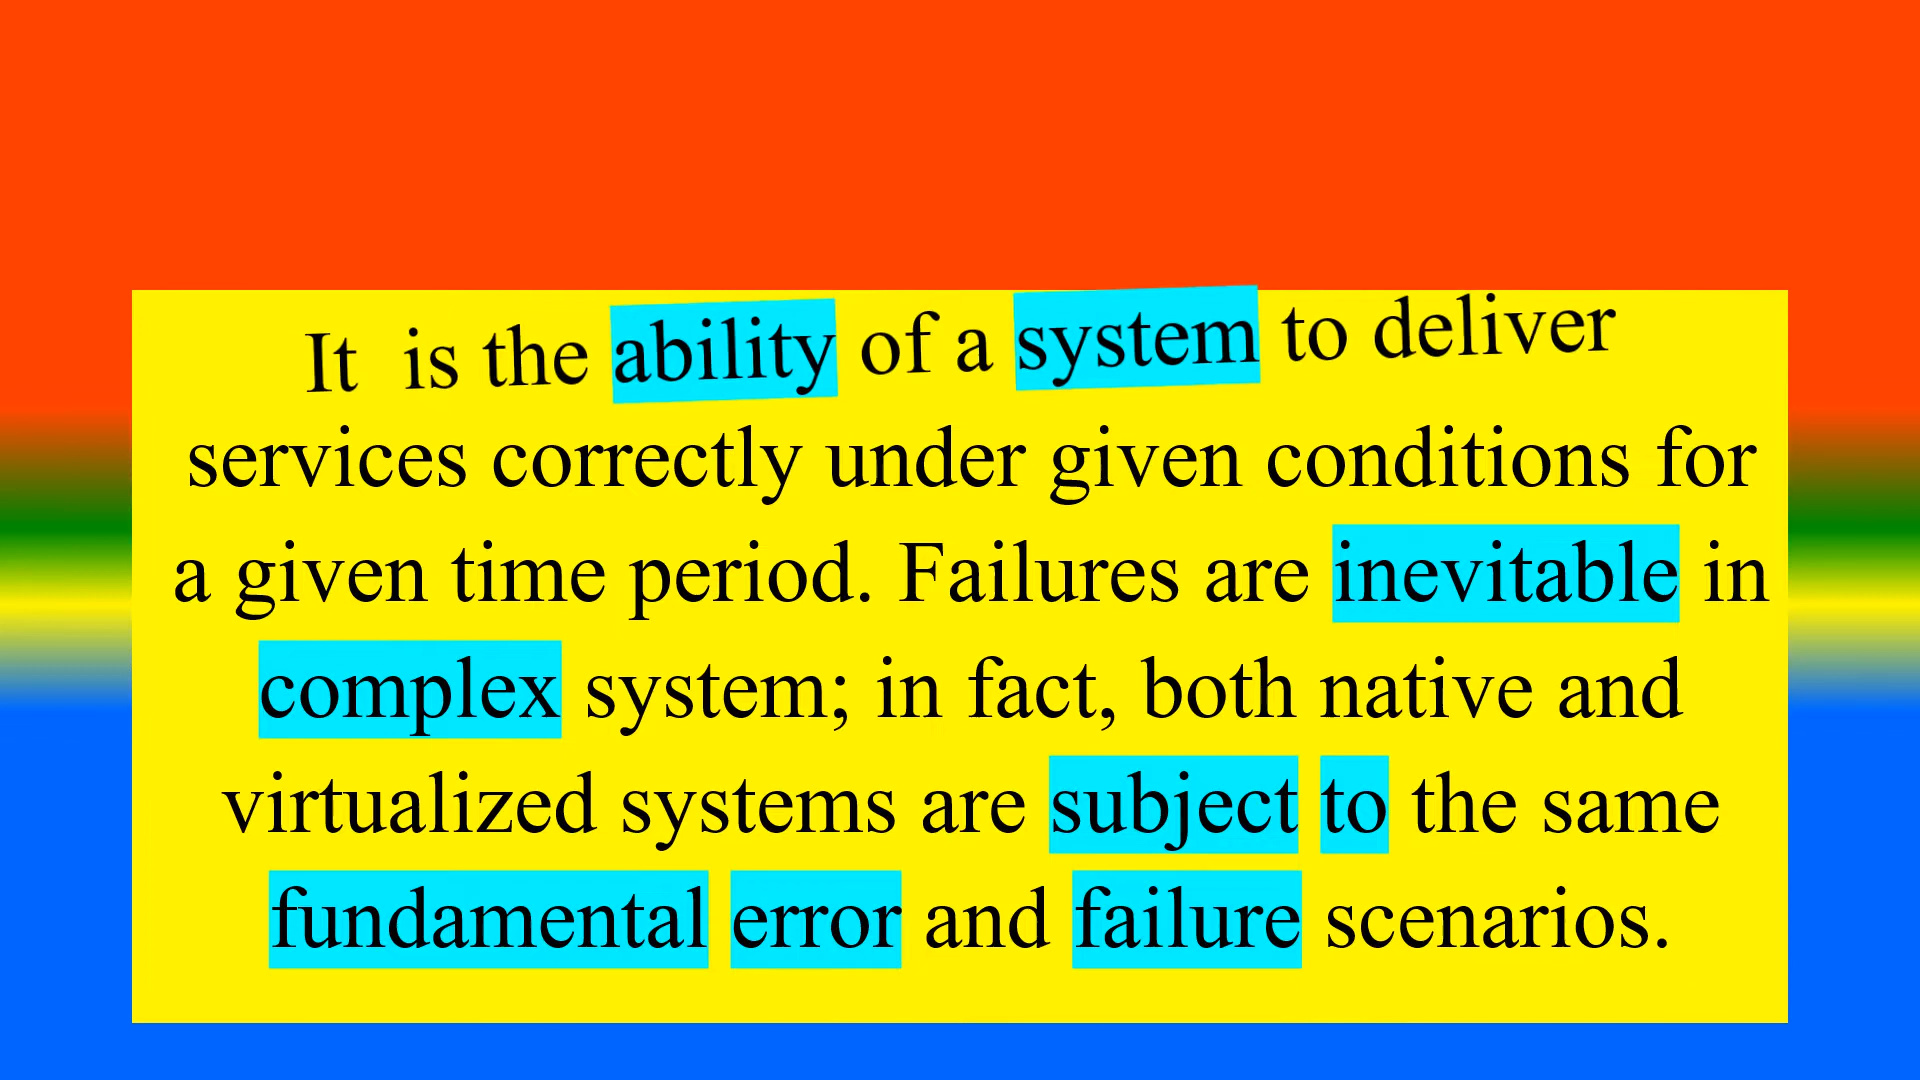 It is the ability of a system to deliver
services correctly under given conditions for
a given time period. Failures are inevitable in
complex system; in fact, both native and
virtualized systems are subject to the same
fundamental error and failure scenarios.